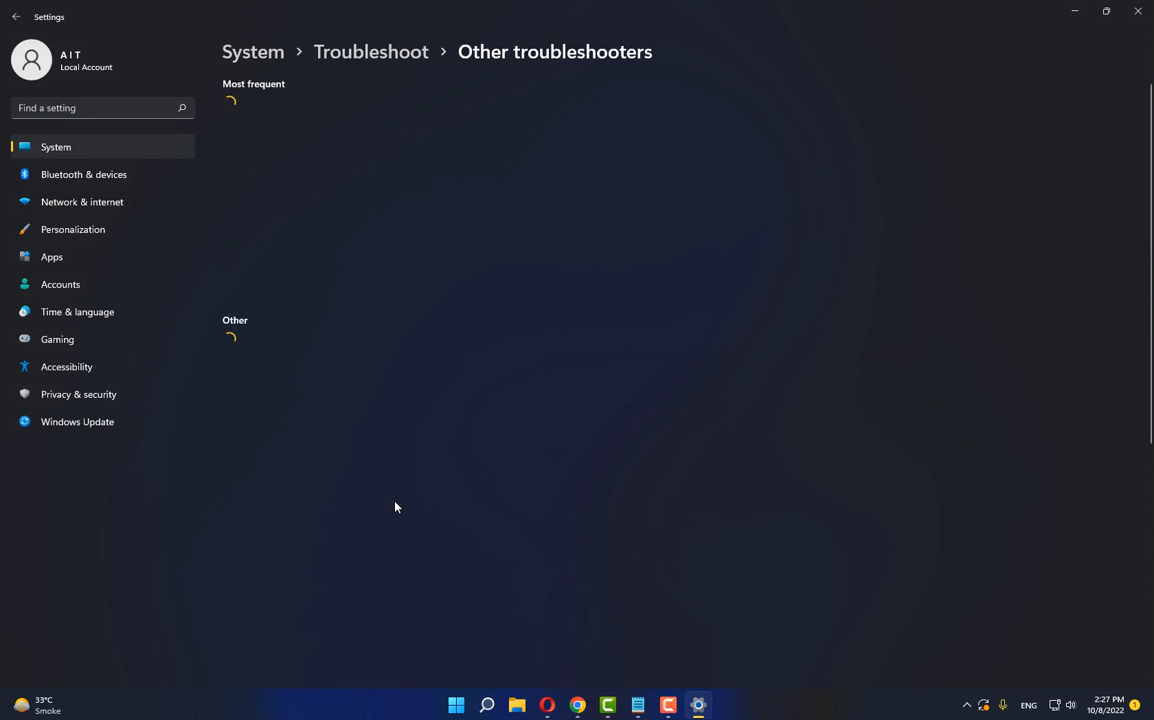 Settings
A I T
Local Account
Find a setting
System
Bluetooth & devices
Network & internet
Personalization
Apps
Accounts
Time & language
Gaming
Accessibility
Privacy & security
Windows Update
System > Troubleshoot > Other troubleshooters
Most frequent
Other
33°C
Smoke
ENG
2:27 PM
10/8/2022
1